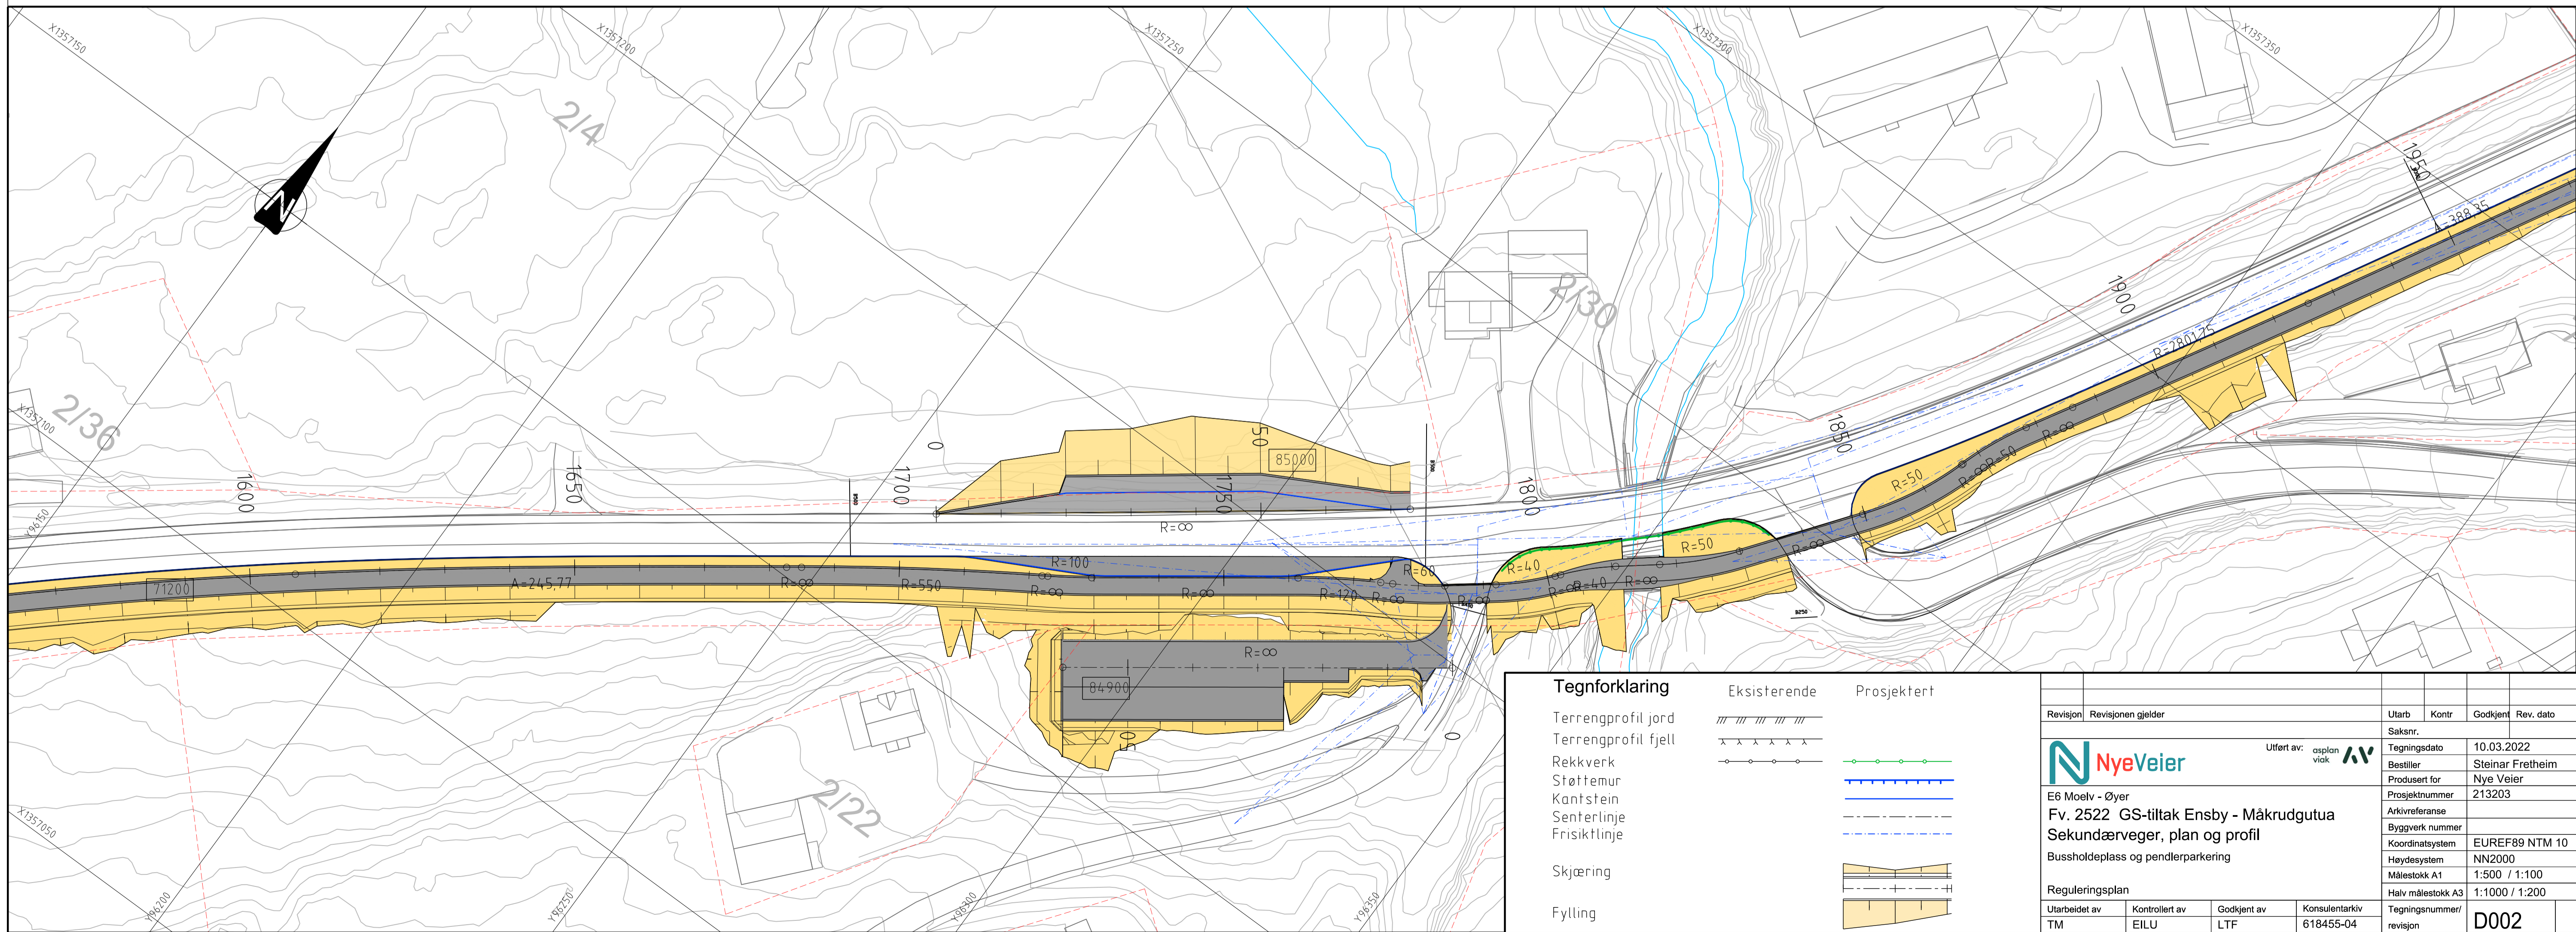 X1357150
X1357200
X1357250
X1357300
X1357350
2/4
N
2/36
X1357100
Y96150
2/30
1950
-388,35
1900
R=2801,75
1850
1600
1650
1700
0
50
85000
1750
1800
R=∞
71200
A=245,77
R=∞
R=550
R=100
R=∞
R=∞
R=120
R=∞
R=60
R=∞
R=40
R=∞
R=40
R=∞
R=50
R=∞
R=50
R=∞
R=50
R=∞
R=∞
84900
50
0
B250
2/22
X1357050
Y96200
Y96250
Y96300
Y96350
Tegnforklaring
Eksisterende
Prosjektert
Terrengprofil jord
Terrengprofil fjell
Rekkverk
Støttemur
Kantstein
Senterlinje
Frisiktlinje
Skjæring
Fylling
Revisjon Revisjonen gjelder Utarb Kontr Godkjent Rev. dato
Saksnr.
NyeVeier
Utført av: asplan viak
Tegningsdato 10.03.2022
Bestiller Steinar Fretheim
Produsert for Nye Veier
Prosjektnummer 213203
Arkivreferanse
Byggverk nummer
Koordinatsystem EUREF89 NTM 10
Høydesystem NN2000
Målestokk A1 1:500 / 1:100
Halv målestokk A3 1:1000 / 1:200
E6 Moelv - Øyer
Fv. 2522 GS-tiltak Ensby - Måkrudgutua
Sekundærveger, plan og profil
Bussholdeplass og pendlerparkering
Reguleringsplan
Utarbeidet av Kontrollert av Godkjent av Konsulentarkiv
TM EILU LTF 618455-04
Tegningsnummer/
revisjon
D002